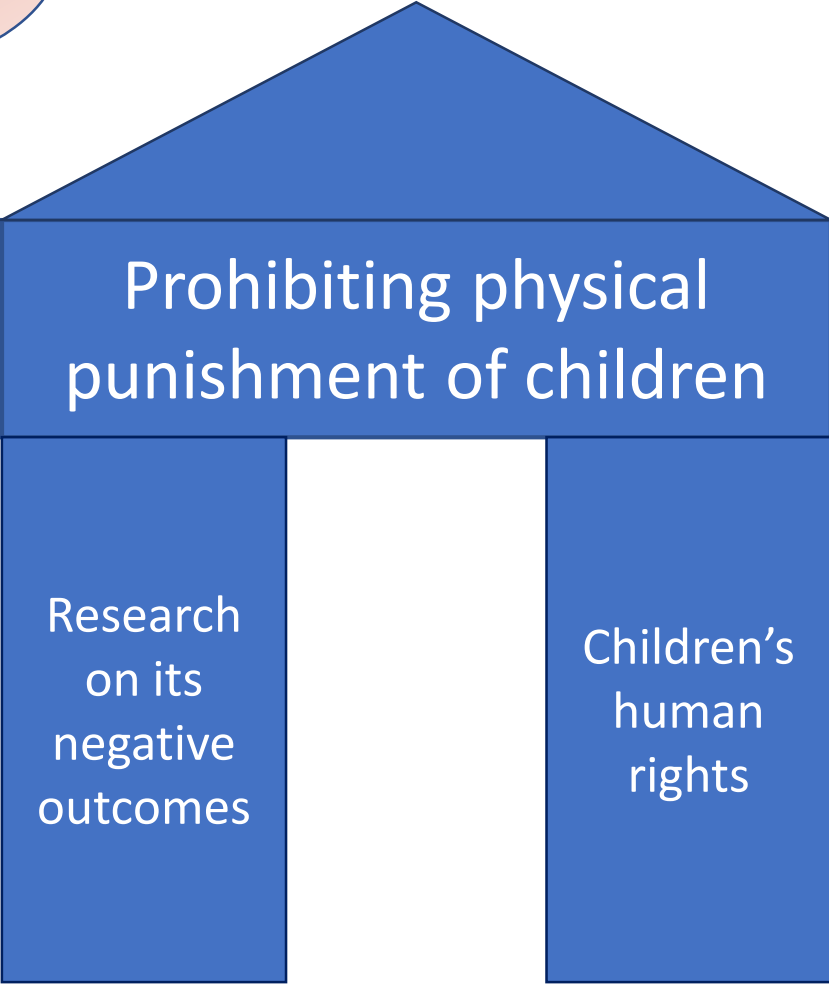 Prohibiting physical
punishment of children
Research
on its
negative
outcomes
Children’s
human
rights